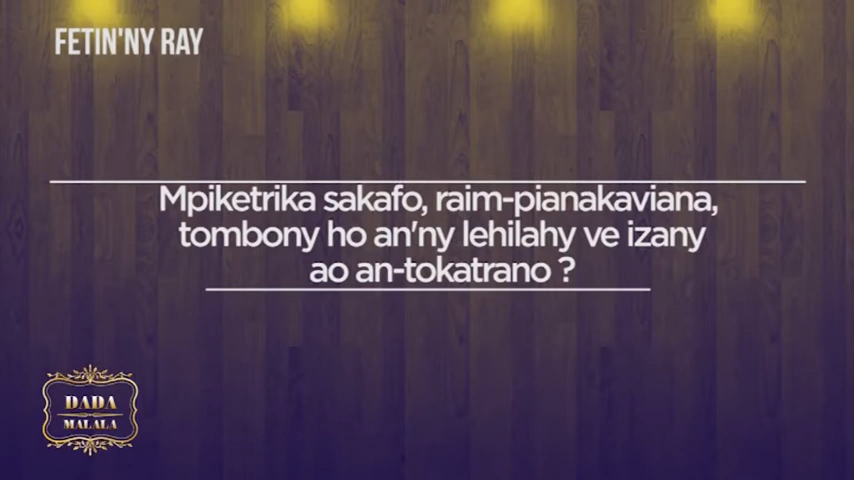 FETIN'NY RAY
Mpiketrika sakafo, raim-pianakaviana,
tombony ho an'ny lehilahy ve izany
ao an-tokatrano ?
DADA
MALALA